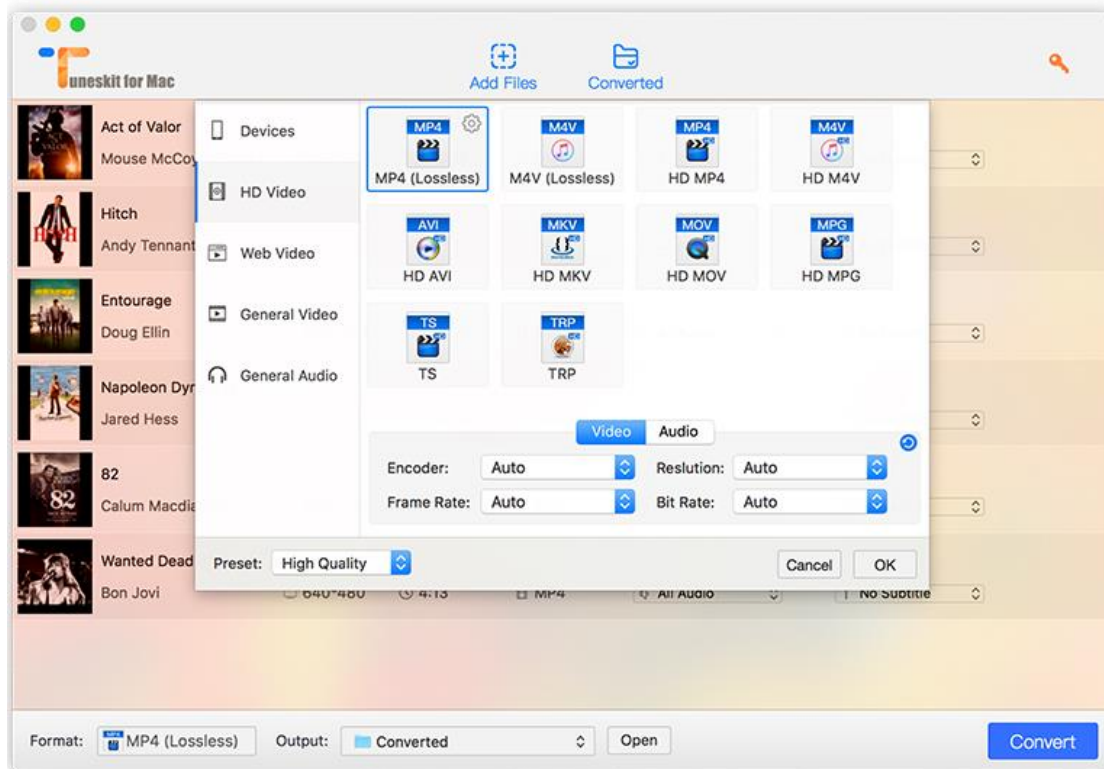 Tuneskit for Mac
Add Files
Converted
Act of Valor
Mouse McCoy
Hitch
Andy Tennant
Entourage
Doug Ellin
Napoleon Dyr
Jared Hess
82
Calum Macdia
Wanted Dead
Bon Jovi
640*480
4:13
MP4
All Audio
No Subtitle
Devices
HD Video
Web Video
General Video
General Audio
MP4
MP4 (Lossless)
M4V
M4V (Lossless)
MP4
HD MP4
M4V
HD M4V
AVI
HD AVI
MKV
HD MKV
MOV
HD MOV
MPG
HD MPG
TS
TS
TRP
TRP
Video
Audio
Encoder: Auto
Reslution: Auto
Frame Rate: Auto
Bit Rate: Auto
Preset: High Quality
Cancel
OK
Format: MP4 (Lossless)
Output: Converted
Open
Convert